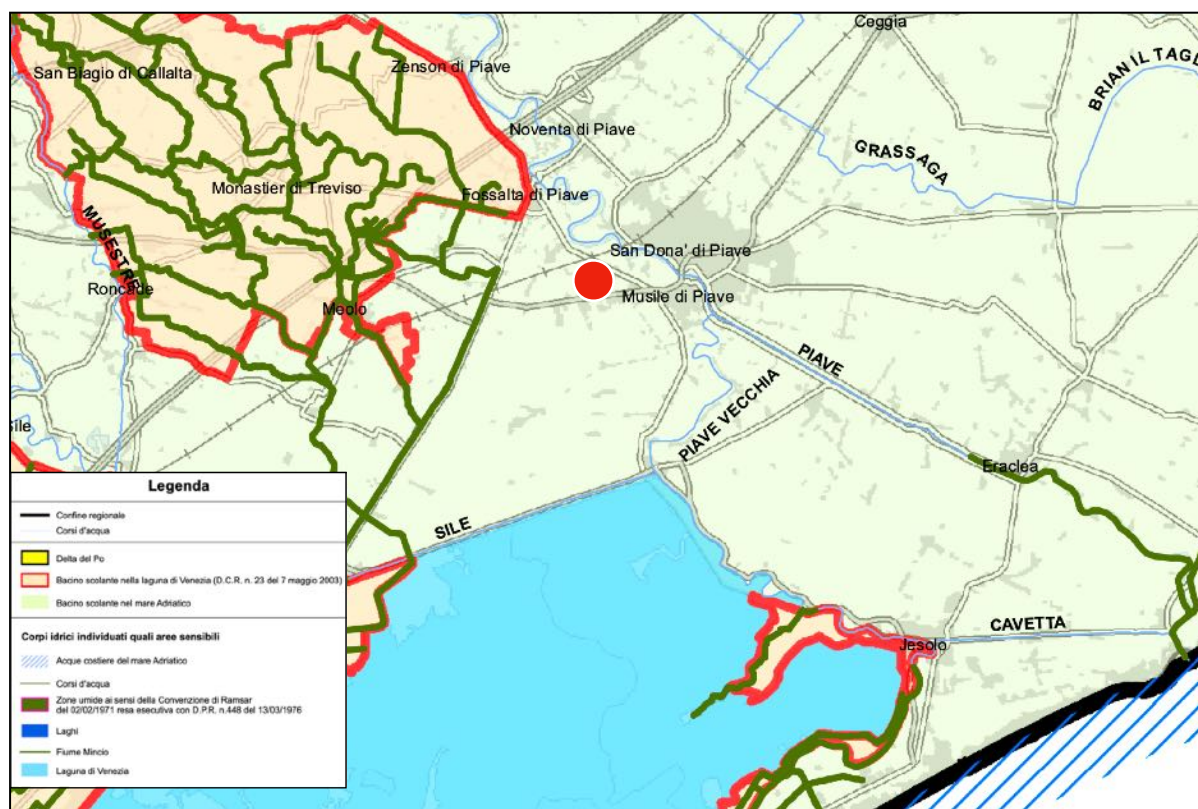 Ceggia
San Biagio di Callalta
Zenson di Piave
BRIAN IL TAGL
Noventa di Piave
GRASSAGA
Monastier di Treviso
Fossalta di Piave
MUSESTRE
San Dona' di Piave
Roncade
Musile di Piave
Meolo
PIAVE
PIAVE VECCHIA
Sile
Eraclea
SILE
CAVETTA
Jesolo
Legenda
Confine regionale
Corsi d'acqua
Delta del Po
Bacino scolante nella laguna di Venezia (D.C.R. n. 23 del 7 maggio 2003)
Bacino scolante nel mare Adriatico
Corpi idrici individuati quali aree sensibili
Acque costiere del mare Adriatico
Corsi d'acqua
Zone umide ai sensi della Convenzione di Ramsar
del 02/02/1971 resa esecutiva con D.P.R. n.448 del 13/03/1976
Laghi
Fiume Mincio
Laguna di Venezia